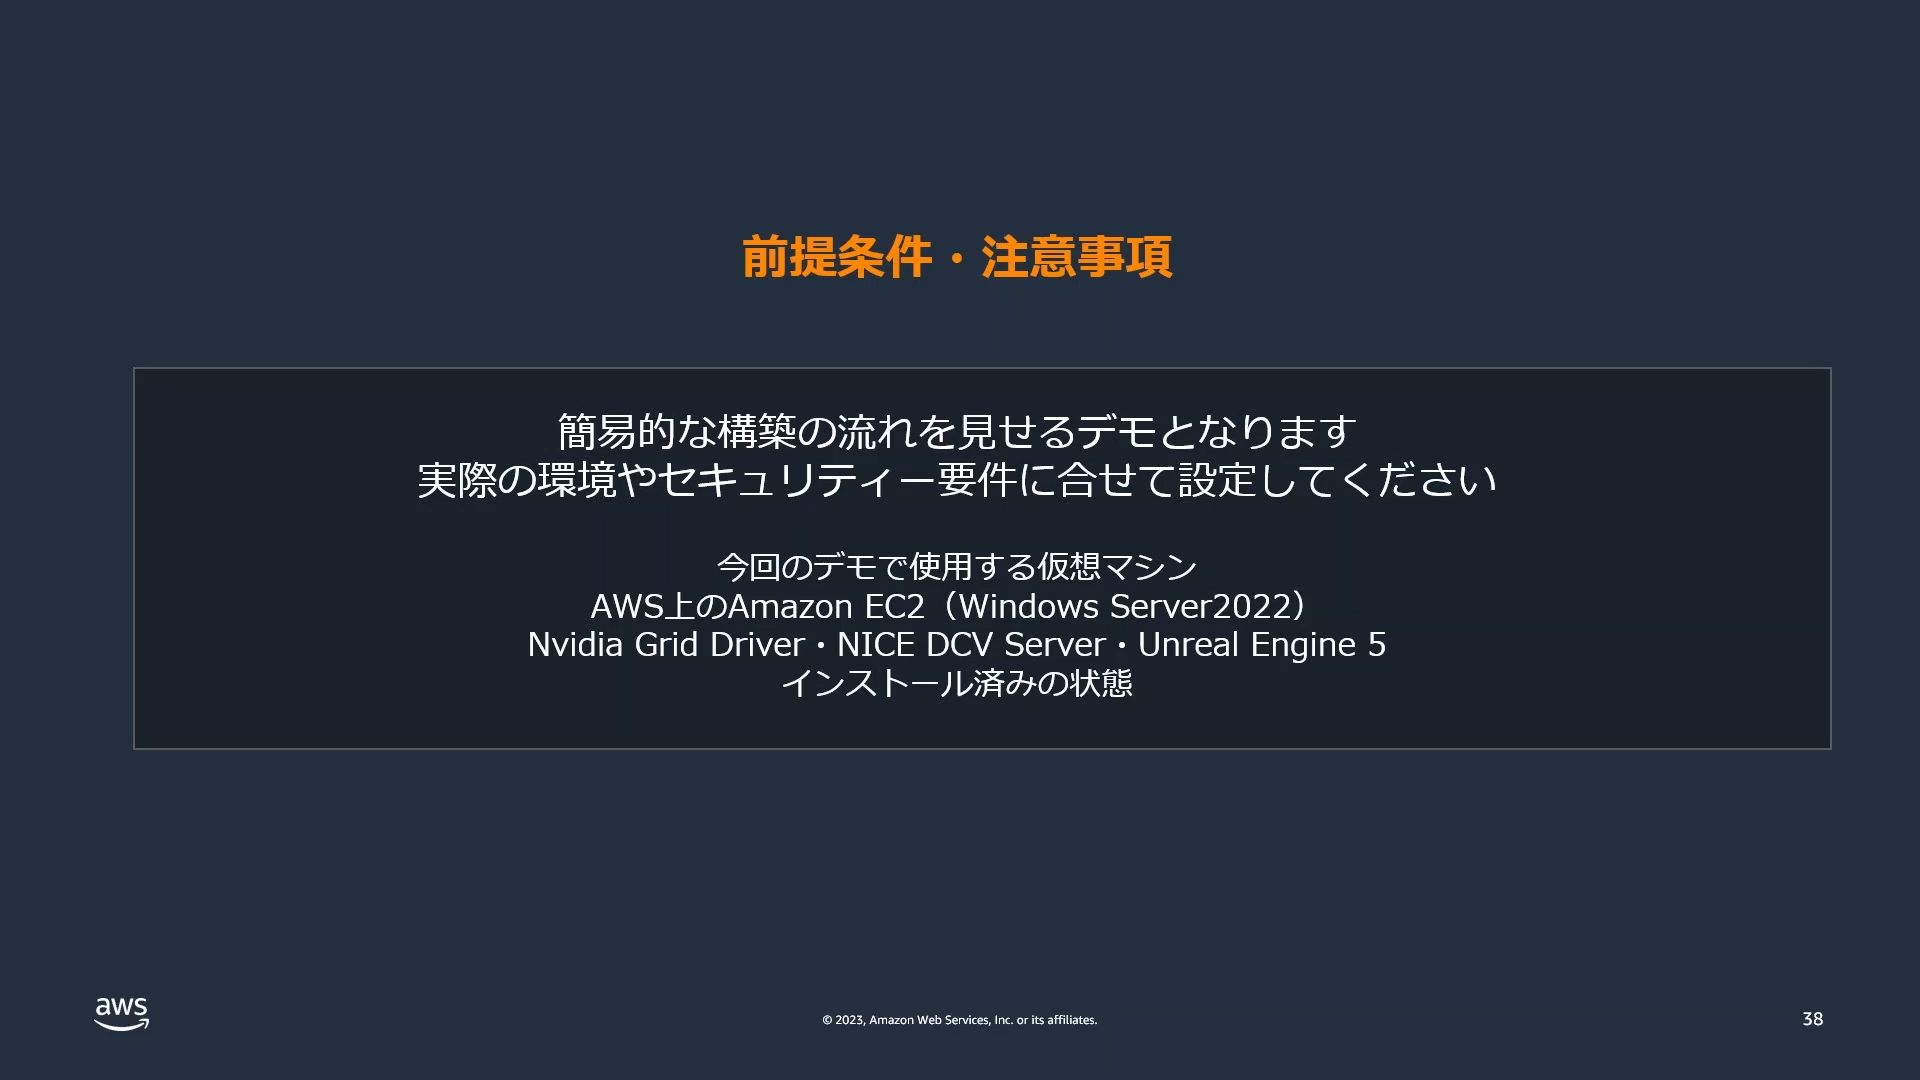 前提条件・注意事項
簡易的な構築の流れを見せるデモとなります
実際の環境やセキュリティー要件に合せて設定してください
今回のデモで使用する仮想マシン
AWS上のAmazon EC2（Windows Server2022）
Nvidia Grid Driver・NICE DCV Server・Unreal Engine 5
インストール済みの状態
aws
© 2023, Amazon Web Services, Inc. or its affiliates.
38